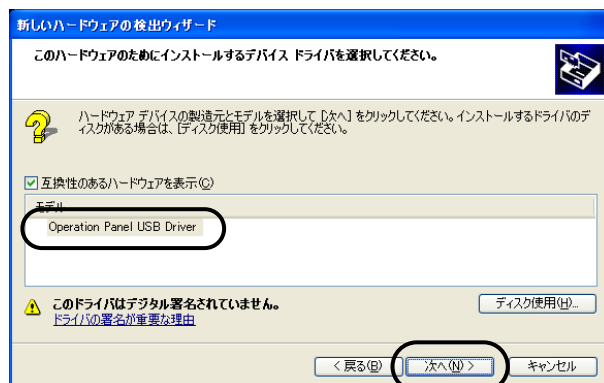 新しいハードウェアの検出ウィザード
このハードウェアのためにインストールするデバイス ドライバを選択してください。
ハードウェア デバイスの製造元とモデルを選択して [次へ] をクリックしてください。インストールするドライバのデ
ィスクがある場合は、[ディスク使用] をクリックしてください。
互換性のあるハードウェアを表示(C)
モデル
Operation Panel USB Driver
このドライバはデジタル署名されていません。
ディスク使用(H)...
ドライバの署名が重要な理由
< 戻る(B)
次へ(N) >
キャンセル